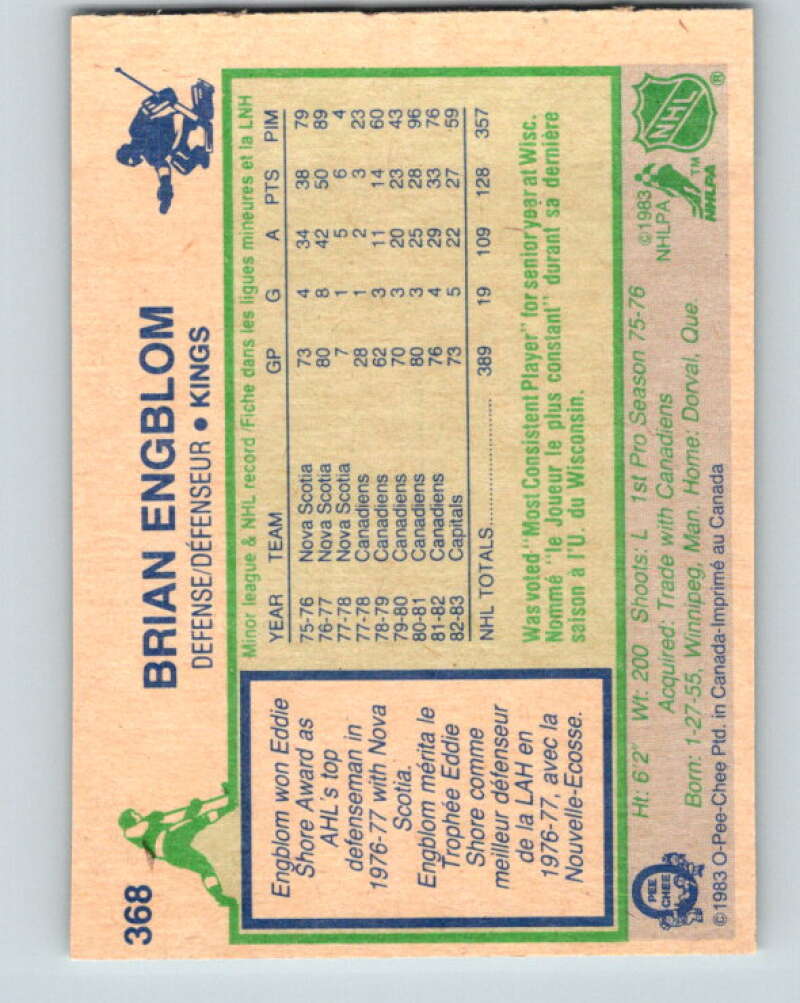 368
BRIAN ENGBLOM
DEFENSE/DÉFENSEUR • KINGS
Engblom won Eddie
Shore Award as
AHL's top
defenseman in
1976-77 with Nova
Scotia.
Engblom mérita le
Trophée Eddie
Shore comme
meilleur défenseur
de la LAH en
1976-77, avec la
Nouvelle-Ecosse.
Minor league & NHL record/Fiche dans les ligues mineures et la LNH
YEAR TEAM GP G A PTS PIM
75-76 Nova Scotia 73 4 34 38 79
76-77 Nova Scotia 80 8 42 50 89
77-78 Nova Scotia 7 1 5 6 4
77-78 Canadiens 28 1 2 3 23
78-79 Canadiens 62 3 11 14 60
79-80 Canadiens 70 3 20 23 43
80-81 Canadiens 80 3 25 28 96
81-82 Canadiens 76 4 29 33 76
82-83 Capitals 73 5 22 27 59
NHL TOTALS 389 19 109 128 357
Was voted "Most Consistent Player" for senior year at Wisc.
Nommé "le Joueur le plus constant" durant sa dernière
saison à l'U. du Wisconsin.
Ht: 6'2" Wt: 200 Shoots: L 1st Pro Season 75-76
Acquired: Trade with Canadiens
Born: 1-27-55, Winnipeg, Man. Home: Dorval, Que.
© 1983 O-Pee-Chee Ptd. in Canada-Imprimé au Canada
O
PEE
CHEE
©1983
NHLPA
NHL
®
TM
NHLPA